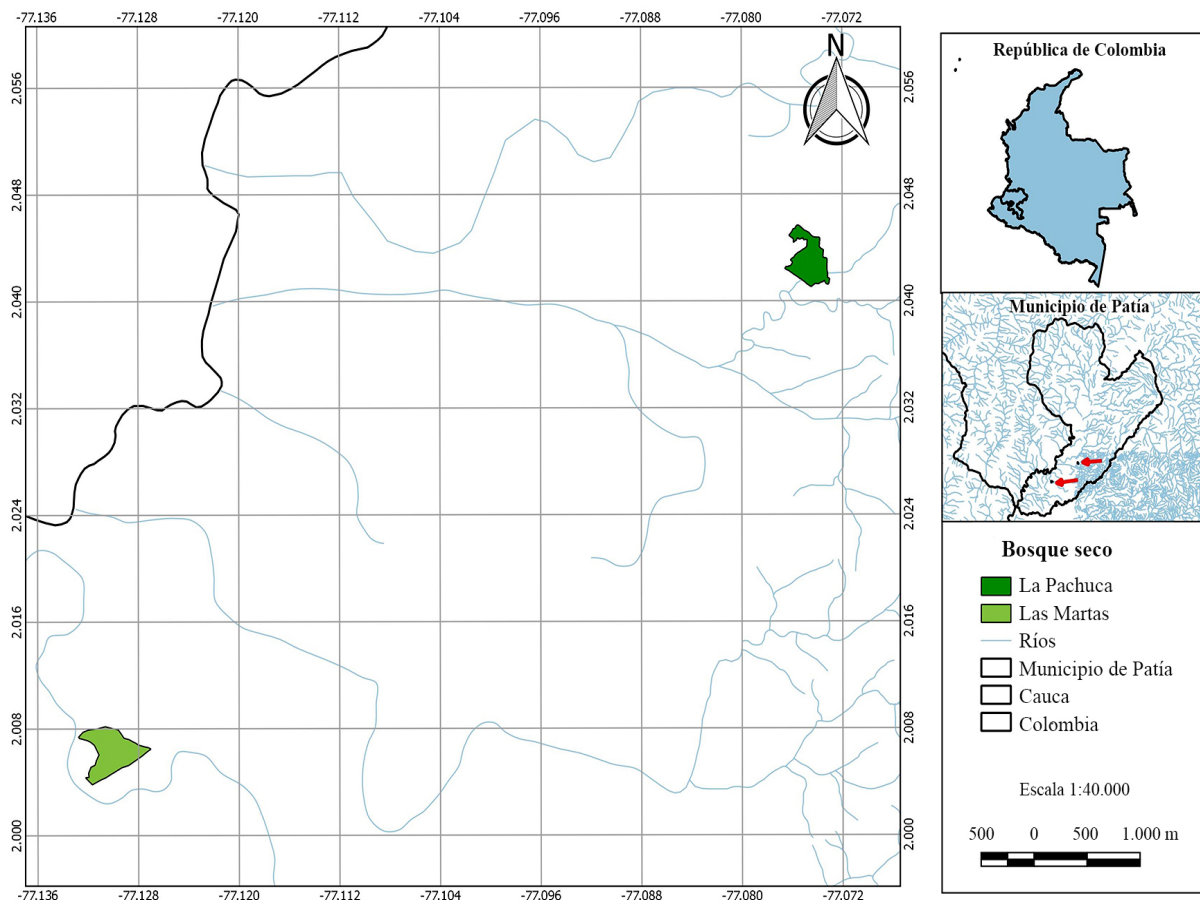 -77.136 -77.128 -77.120 -77.112 -77.104 -77.096 -77.088 -77.080 -77.072
N
2.056 2.056
2.048 2.048
2.040 2.040
2.032 2.032
2.024 2.024
2.016 2.016
2.008 2.008
2.000 2.000
-77.136 -77.128 -77.120 -77.112 -77.104 -77.096 -77.088 -77.080 -77.072
República de Colombia
Municipio de Patía
Bosque seco
La Pachuca
Las Martas
Ríos
Municipio de Patía
Cauca
Colombia
Escala 1:40.000
500 0 500 1.000 m